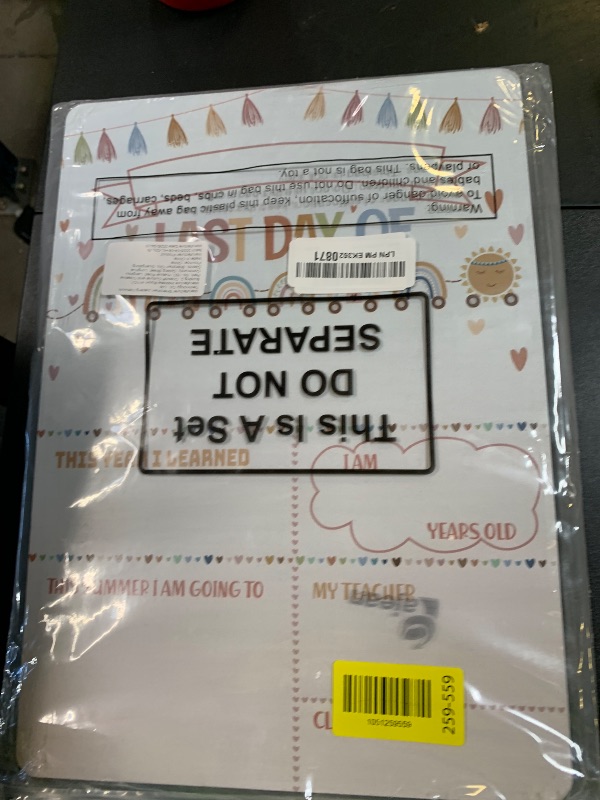 Warning:
To avoid danger of suffocation, keep this plastic bag away from
babies and children. Do not use this bag in cribs, beds, carriages
or playpens. This bag is not a toy.
LAST DAY OF
LPN PM EK3020871
This Is A Set
DO NOT
SEPARATE
THIS YEAR I LEARNED
I AM
YEARS OLD
THIS SUMMER I AM GOING TO
MY TEACHER
CL
1051259559
259-559